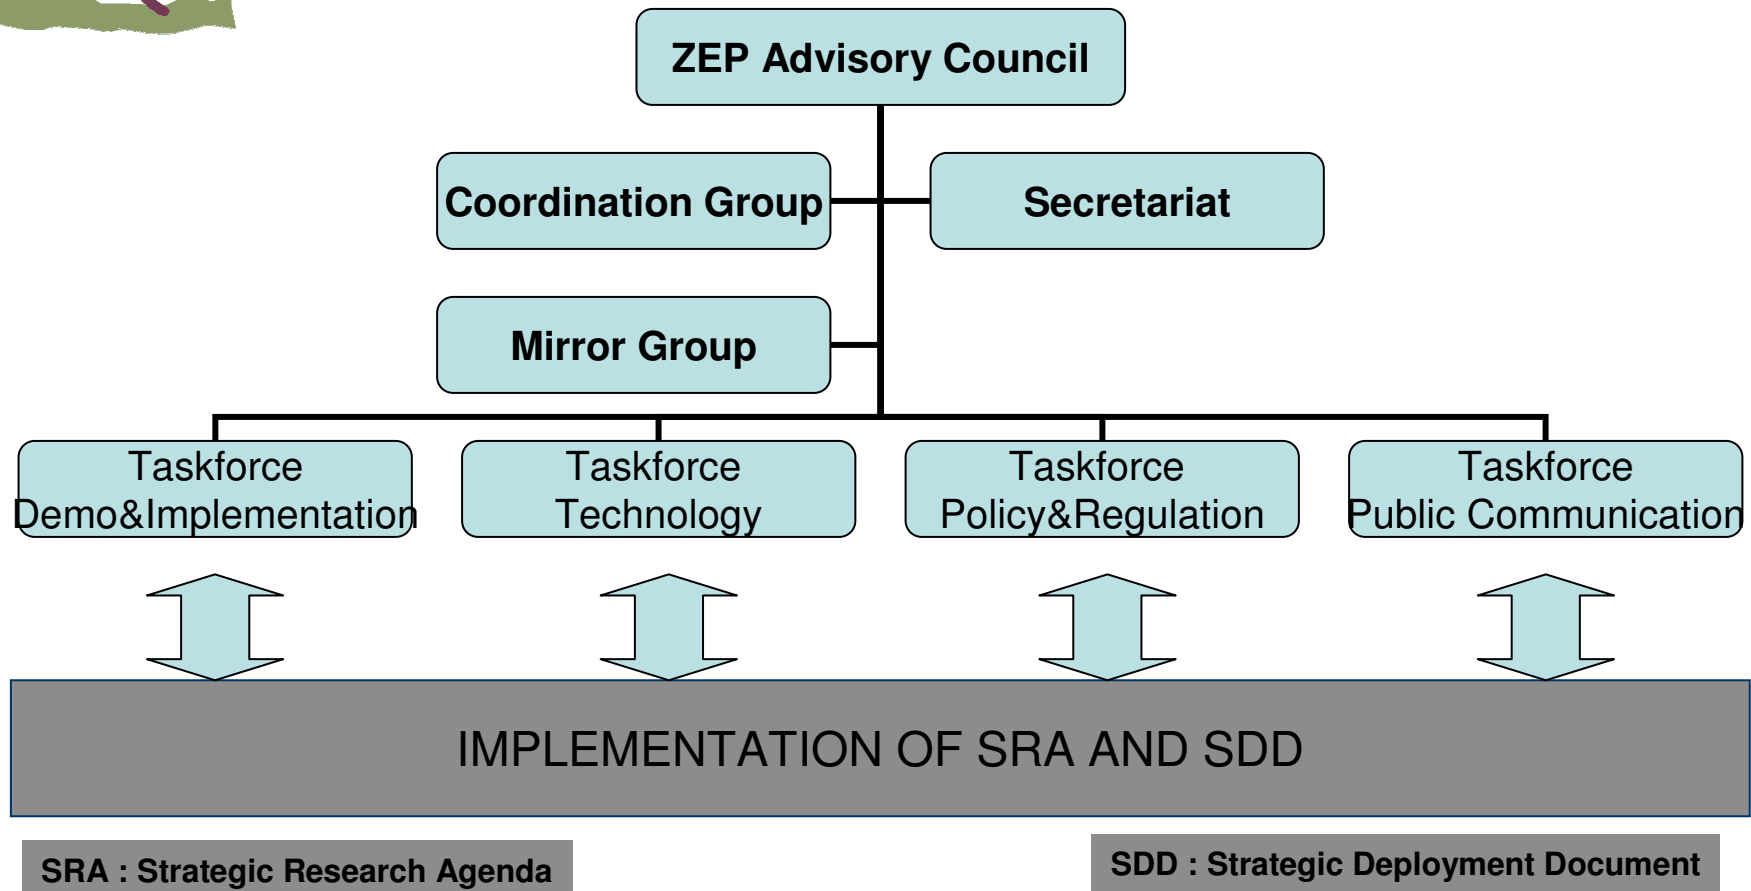 ZEP Advisory Council
Coordination Group
Secretariat
Mirror Group
Taskforce
Demo&Implementation
Taskforce
Technology
Taskforce
Policy&Regulation
Taskforce
Public Communication
IMPLEMENTATION OF SRA AND SDD
SRA : Strategic Research Agenda
SDD : Strategic Deployment Document